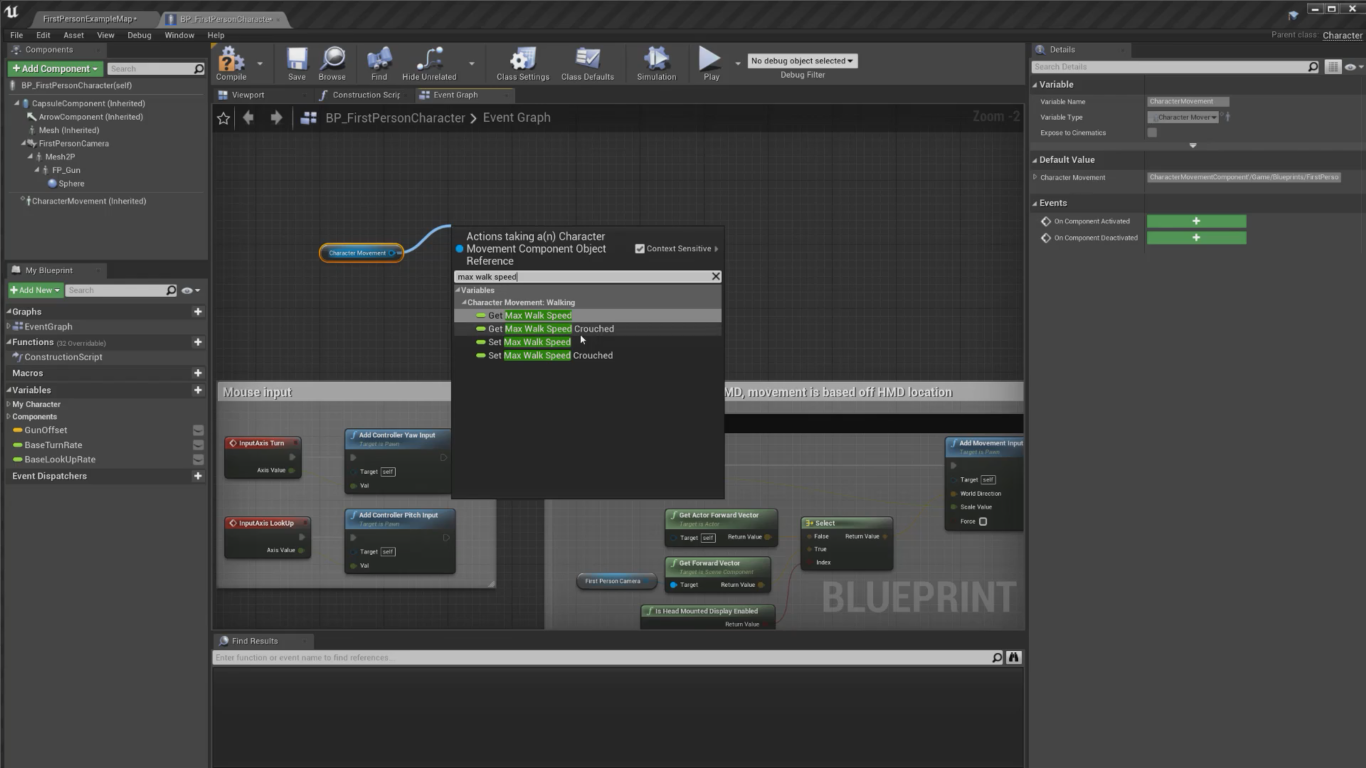 FirstPersonExampleMap•
BP_FirstPersonCharacter•
File Edit Asset View Debug Window Help
Parent class: Character
Components
+ Add Component
Search
BP_FirstPersonCharacter(self)
CapsuleComponent (Inherited)
ArrowComponent (Inherited)
Mesh (Inherited)
FirstPersonCamera
Mesh2P
FP_Gun
Sphere
CharacterMovement (Inherited)
My Blueprint
+ Add New
Search
Graphs
EventGraph
Functions (32 Overridable)
ConstructionScript
Macros
Variables
My Character
Components
GunOffset
BaseTurnRate
BaseLookUpRate
Event Dispatchers
Compile Save Browse Find Hide Unrelated Class Settings Class Defaults Simulation Play
No debug object selected
Debug Filter
Viewport
Construction Scrip
Event Graph
BP_FirstPersonCharacter > Event Graph
Zoom -2
Character Movement
Actions taking a(n) Character
Movement Component Object
Reference
Context Sensitive
max walk speed
Variables
Character Movement: Walking
Get Max Walk Speed
Get Max Walk Speed Crouched
Set Max Walk Speed
Set Max Walk Speed Crouched
Mouse input
MD, movement is based off HMD location
InputAxis Turn
Axis Value
Add Controller Yaw Input
Target is Pawn
Target self
Val
InputAxis LookUp
Axis Value
Add Controller Pitch Input
Target is Pawn
Target self
Val
Get Actor Forward Vector
Target is Actor
Target self Return Value
Get Forward Vector
Target is Scene Component
Target Return Value
First Person Camera
Is Head Mounted Display Enabled
Return Value
Select
False Return Value
True
Index
Add Movement Input
Target is Pawn
Target self
World Direction
Scale Value
Force
BLUEPRINT
Find Results
Enter function or event name to find references...
Details
Search Details
Variable
Variable Name CharacterMovement
Variable Type Character Mover
Expose to Cinematics
Default Value
Character Movement CharacterMovementComponent'/Game/Blueprints/FirstPerso
Events
On Component Activated +
On Component Deactivated +